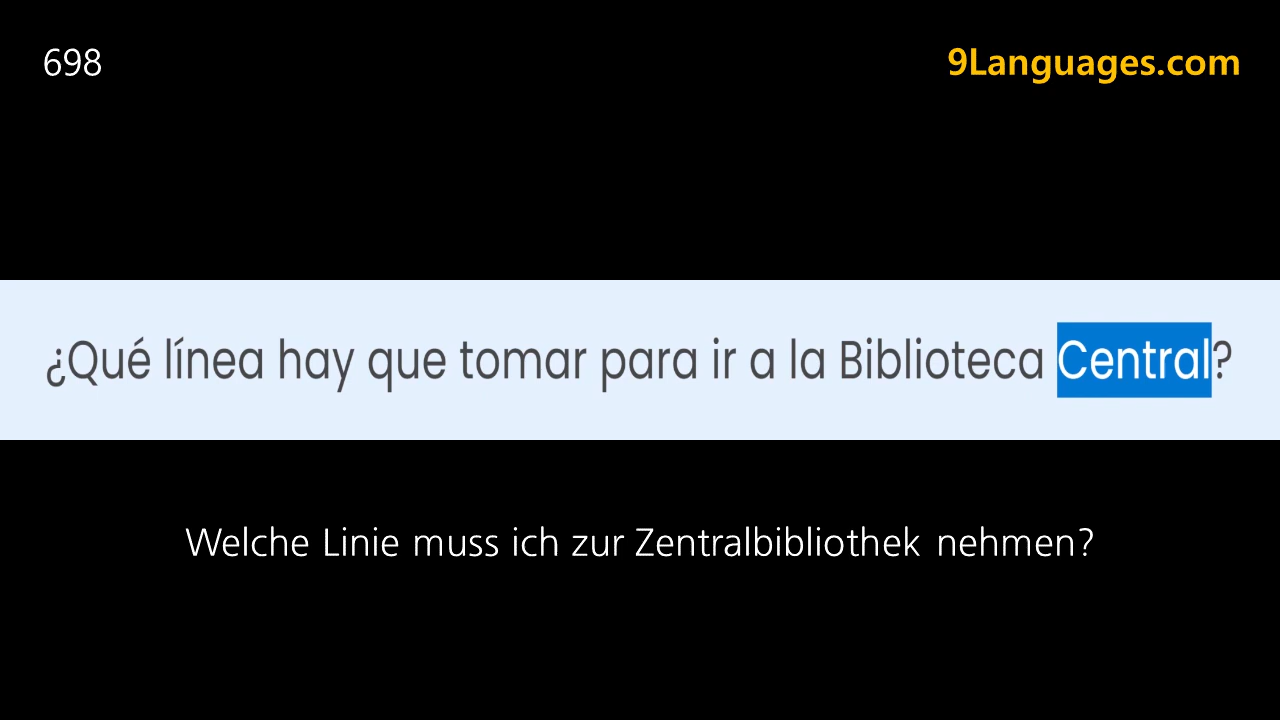 698
9Languages.com
¿Qué línea hay que tomar para ir a la Biblioteca Central?
Welche Linie muss ich zur Zentralbibliothek nehmen?